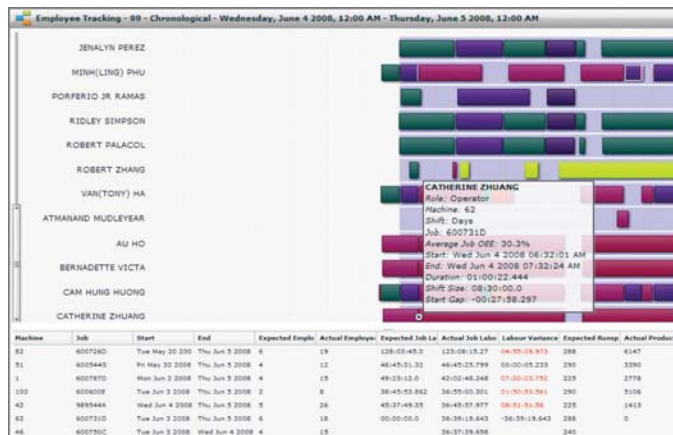 Employee Tracking - 99 - Chronological - Wednesday, June 4 2008, 12:00 AM - Thursday, June 5 2008, 12:00 AM
JENALYN PEREZ
MINH(LING) PHU
PORFERIO JR RAMAS
RIDLEY SIMPSON
ROBERT PALACOL
ROBERT ZHANG
VAN(TONY) HA
ATMANAND MUDLEYEAR
AU HO
BERNADETTE VICTA
CAM HUNG HUONG
CATHERINE ZHUANG
CATHERINE ZHUANG
Role: Operator
Machine: 62
Shift: Days
Job: 600731D
Average Job OEE: 30.3%
Start: Wed Jun 4 2008 06:32:01 AM
End: Wed Jun 4 2008 07:32:24 AM
Duration: 01:00:22.444
Shift Size: 08:30:00.0
Start Gap: -00:27:58.297
Machine Job Start End Expected Emplo Actual Employe Expected Job La Actual Job Labo Labour Variance Expected Runsp Actual Product
82 600726D Tue May 20 200 Thu Jun 5 2008 6 19 128:03:45.0 123:08:15.27 04:55:29.973 288 6147
51 600544G Fri May 30 2008 Thu Jun 5 2008 4 12 46:45:31.32 46:45:25.799 00:00:05.233 290 3390
1 600787D Mon Jun 2 2008 Thu Jun 5 2008 4 15 49:23:12.0 42:02:48.248 07:20:23.752 225 2778
100 600600E Tue Jun 3 2008 Thu Jun 5 2008 2 8 38:45:53.862 36:55:00.301 01:50:53.561 290 5106
42 9E9544A Wed Jun 4 2008 Thu Jun 5 2008 5 26 45:37:49.35 36:45:57.977 08:51:51.58 225 1413
62 600731D Tue Jun 3 2008 Thu Jun 5 2008 6 18 00:00:00.0 36:39:19.643 -36:39:19.643 288 0
46 600750C Tue Jun 3 2008 Wed Jun 4 2008 4 15 36:37:39.658 240